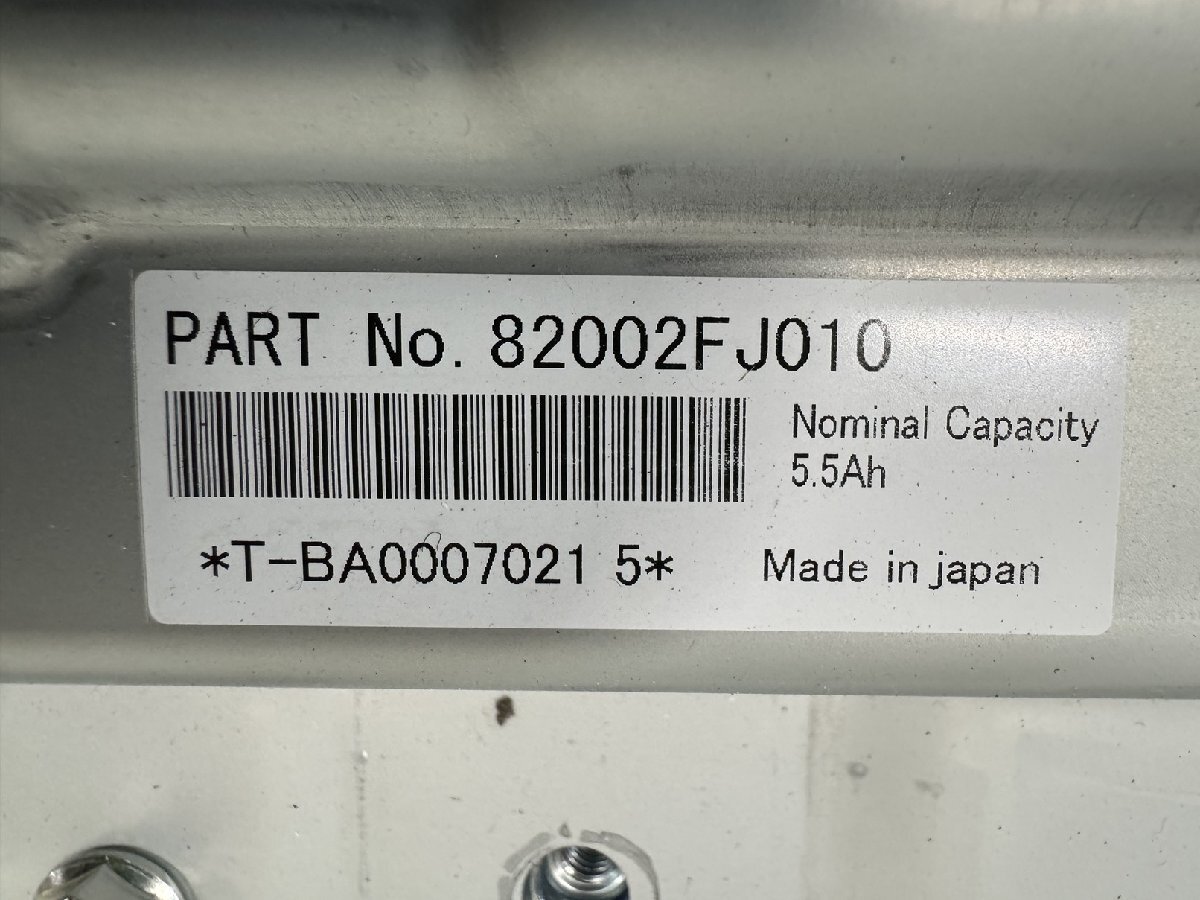 PART No. 82002FJ010
Nominal Capacity
5.5Ah
*T-BA0007021 5*
Made in japan